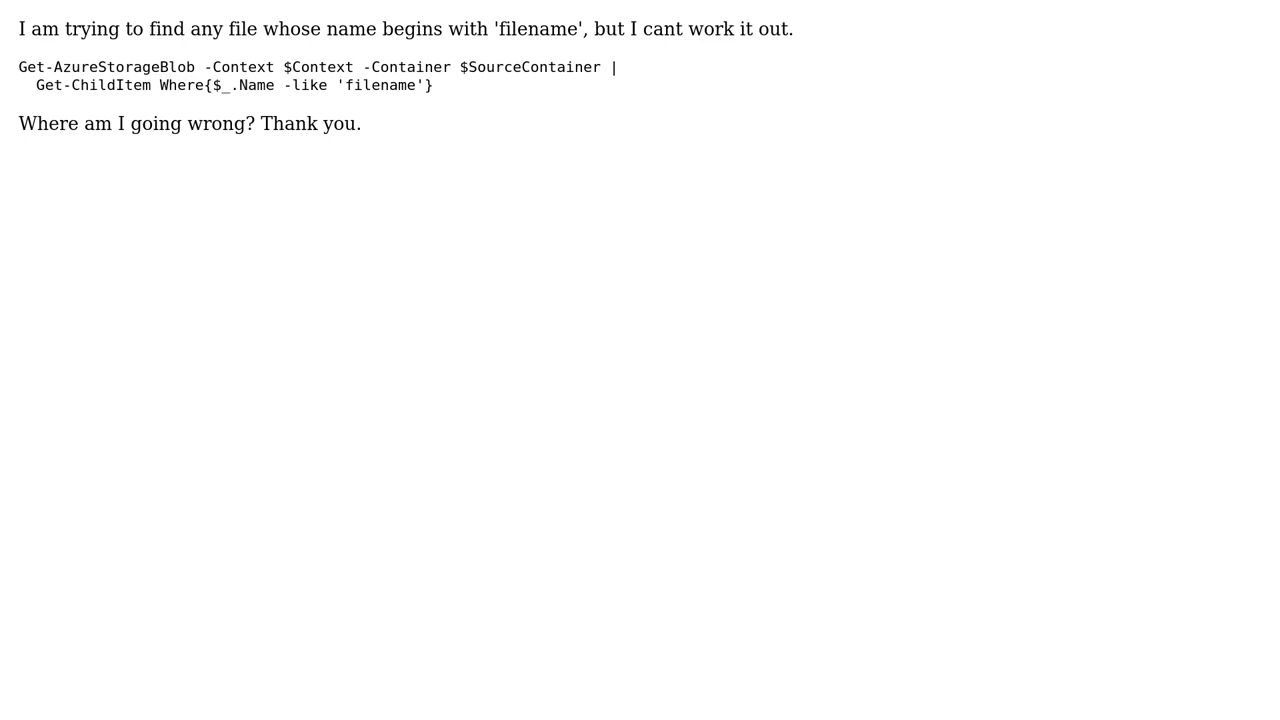 I am trying to find any file whose name begins with 'filename', but I cant work it out.
Get-AzureStorageBlob -Context $Context -Container $SourceContainer |
  Get-ChildItem Where{$_.Name -like 'filename'}
Where am I going wrong? Thank you.